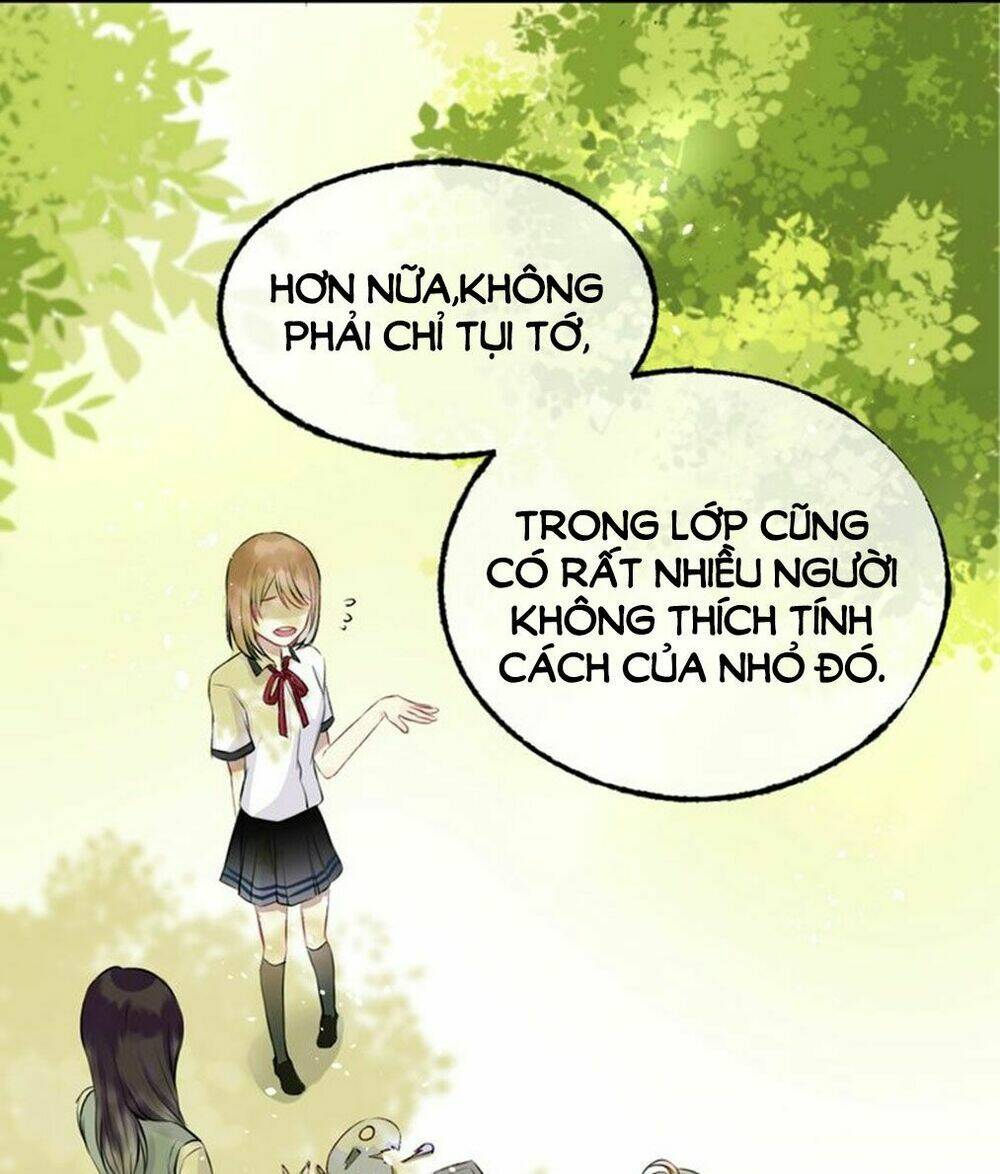 HƠN NỮA,KHÔNG
PHẢI CHỈ TỤI TỚ,
TRONG LỚP CŨNG
CÓ RẤT NHIỀU NGƯỜI
KHÔNG THÍCH TÍNH
CÁCH CỦA NHỎ ĐÓ.